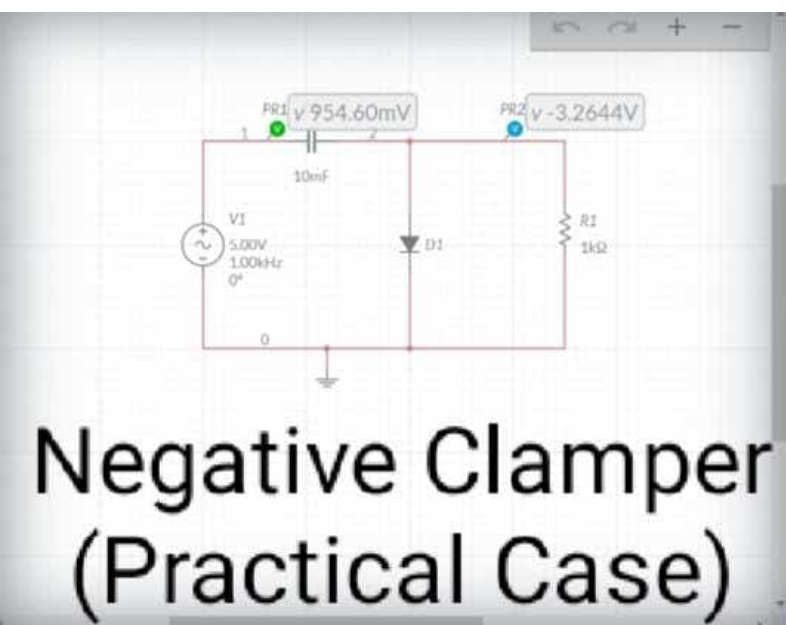 PR1 v 954.60mV
PR2 v -3.2644V
1
2
10mF
V1
5.00V
1.00kHz
0°
D1
R1
1kΩ
0
Negative Clamper
(Practical Case)